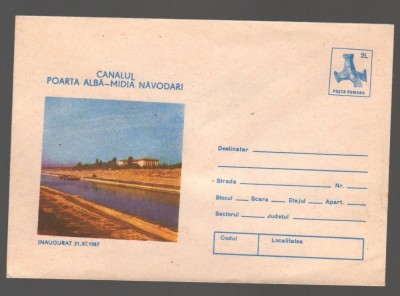 CANALUL
POARTA ALBĂ-MIDIA NĂVODARI
2L
POSTA ROMANA
Destinatar
Strada Nr.
Blocul Scara Etajul Apart.
Sectorul Județul
Codul Localitatea
INAUGURAT 21.XI.1987